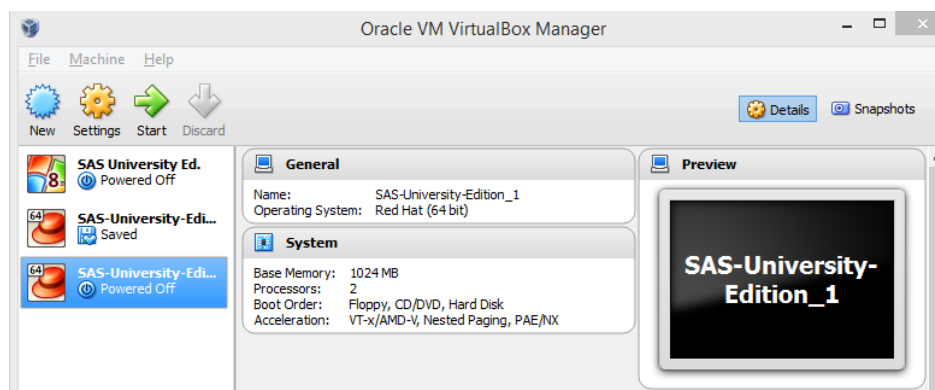 Oracle VM VirtualBox Manager
File Machine Help
New Settings Start Discard
Details Snapshots
8
SAS University Ed.
Powered Off
64
SAS-University-Edi...
Saved
64
SAS-University-Edi...
Powered Off
General
Name: SAS-University-Edition_1
Operating System: Red Hat (64 bit)
System
Base Memory: 1024 MB
Processors: 2
Boot Order: Floppy, CD/DVD, Hard Disk
Acceleration: VT-x/AMD-V, Nested Paging, PAE/NX
Preview
SAS-University-
Edition_1